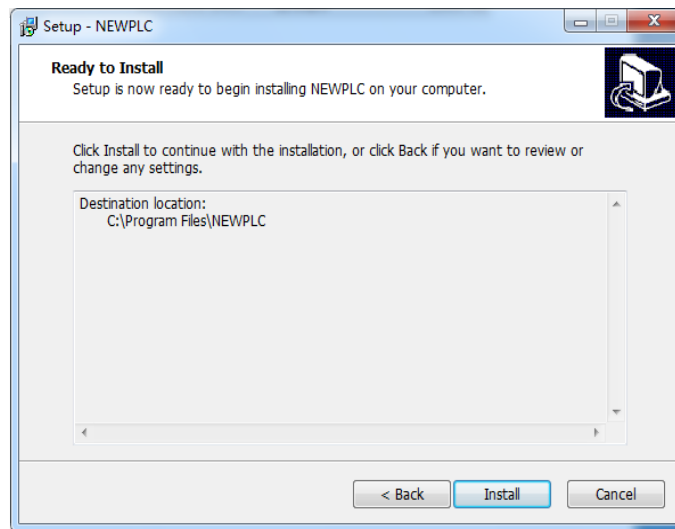 Setup - NEWPLC
Ready to Install
Setup is now ready to begin installing NEWPLC on your computer.
Click Install to continue with the installation, or click Back if you want to review or
change any settings.
Destination location:
C:\Program Files\NEWPLC
< Back
Install
Cancel